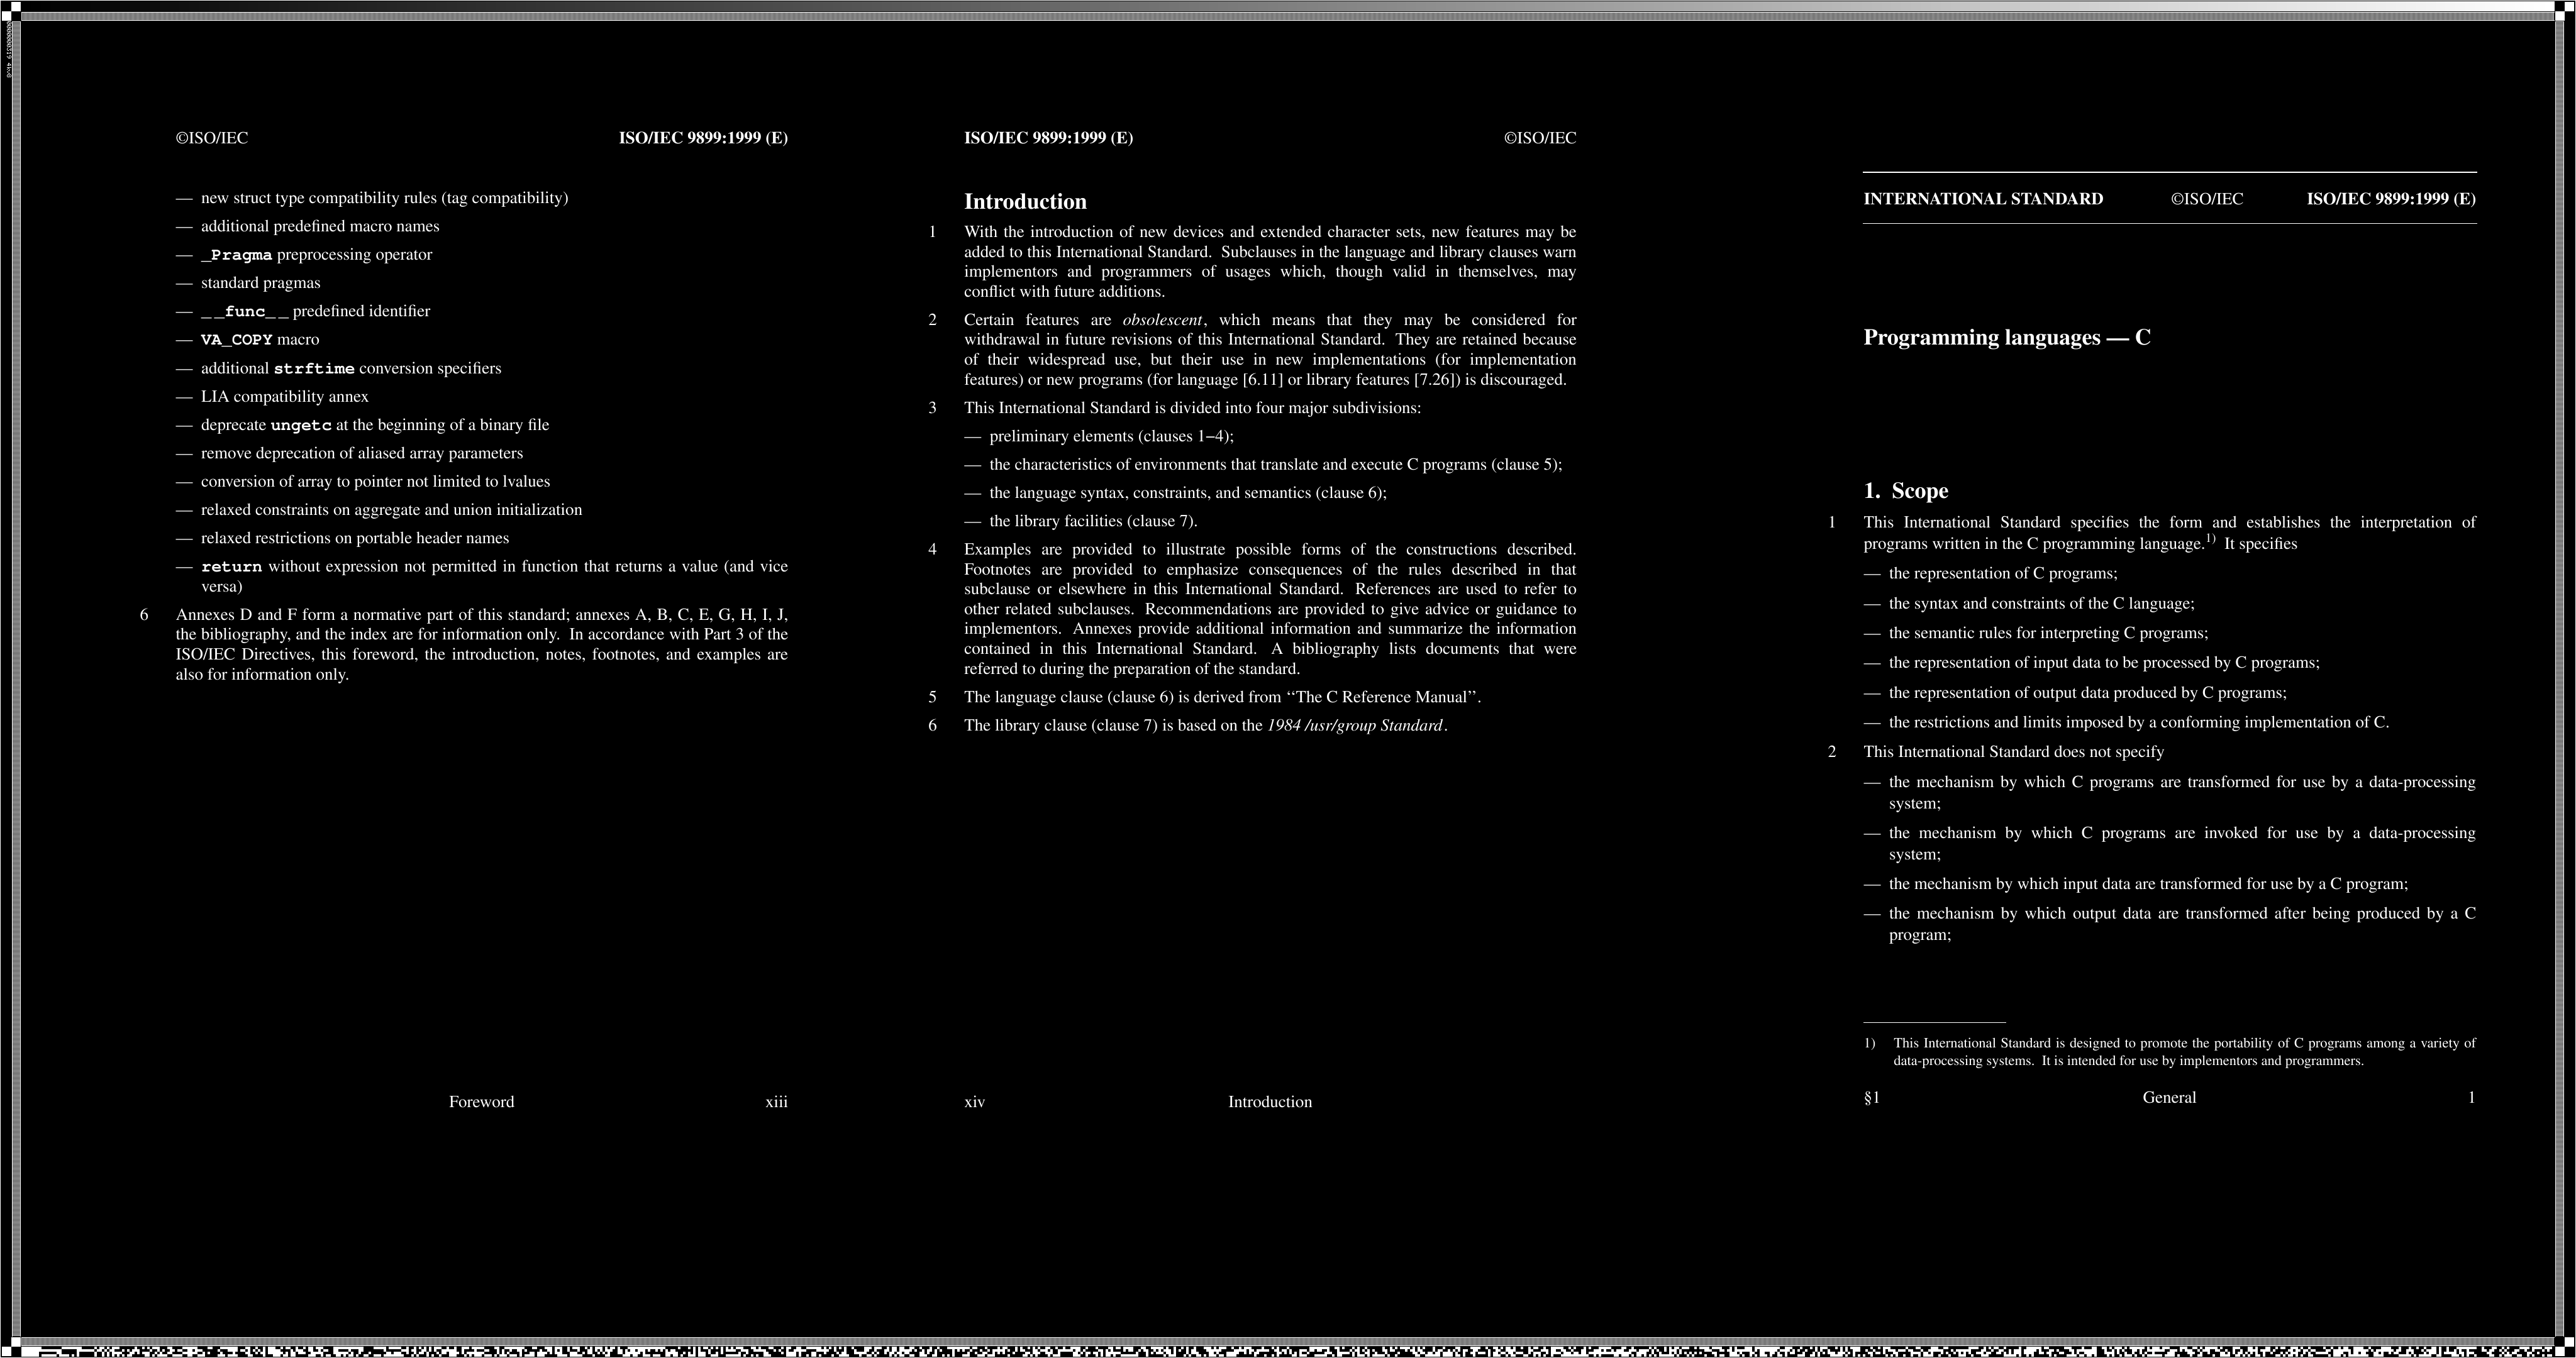 ©ISO/IEC ISO/IEC 9899:1999 (E)
— new struct type compatibility rules (tag compatibility)
— additional predefined macro names
— _Pragma preprocessing operator
— standard pragmas
— __func__ predefined identifier
— VA_COPY macro
— additional strftime conversion specifiers
— LIA compatibility annex
— deprecate ungetc at the beginning of a binary file
— remove deprecation of aliased array parameters
— conversion of array to pointer not limited to lvalues
— relaxed constraints on aggregate and union initialization
— relaxed restrictions on portable header names
— return without expression not permitted in function that returns a value (and vice
versa)
6 Annexes D and F form a normative part of this standard; annexes A, B, C, E, G, H, I, J,
the bibliography, and the index are for information only. In accordance with Part 3 of the
ISO/IEC Directives, this foreword, the introduction, notes, footnotes, and examples are
also for information only.
Foreword xiii
ISO/IEC 9899:1999 (E) ©ISO/IEC
Introduction
1 With the introduction of new devices and extended character sets, new features may be
added to this International Standard. Subclauses in the language and library clauses warn
implementors and programmers of usages which, though valid in themselves, may
conflict with future additions.
2 Certain features are obsolescent, which means that they may be considered for
withdrawal in future revisions of this International Standard. They are retained because
of their widespread use, but their use in new implementations (for implementation
features) or new programs (for language [6.11] or library features [7.26]) is discouraged.
3 This International Standard is divided into four major subdivisions:
— preliminary elements (clauses 1−4);
— the characteristics of environments that translate and execute C programs (clause 5);
— the language syntax, constraints, and semantics (clause 6);
— the library facilities (clause 7).
4 Examples are provided to illustrate possible forms of the constructions described.
Footnotes are provided to emphasize consequences of the rules described in that
subclause or elsewhere in this International Standard. References are used to refer to
other related subclauses. Recommendations are provided to give advice or guidance to
implementors. Annexes provide additional information and summarize the information
contained in this International Standard. A bibliography lists documents that were
referred to during the preparation of the standard.
5 The language clause (clause 6) is derived from ‘‘The C Reference Manual’’.
6 The library clause (clause 7) is based on the 1984 /usr/group Standard.
xiv Introduction
INTERNATIONAL STANDARD ©ISO/IEC ISO/IEC 9899:1999 (E)
Programming languages — C
1. Scope
1 This International Standard specifies the form and establishes the interpretation of
programs written in the C programming language.1) It specifies
— the representation of C programs;
— the syntax and constraints of the C language;
— the semantic rules for interpreting C programs;
— the representation of input data to be processed by C programs;
— the representation of output data produced by C programs;
— the restrictions and limits imposed by a conforming implementation of C.
2 This International Standard does not specify
— the mechanism by which C programs are transformed for use by a data-processing
system;
— the mechanism by which C programs are invoked for use by a data-processing
system;
— the mechanism by which input data are transformed for use by a C program;
— the mechanism by which output data are transformed after being produced by a C
program;
1) This International Standard is designed to promote the portability of C programs among a variety of
data-processing systems. It is intended for use by implementors and programmers.
§1 General 1